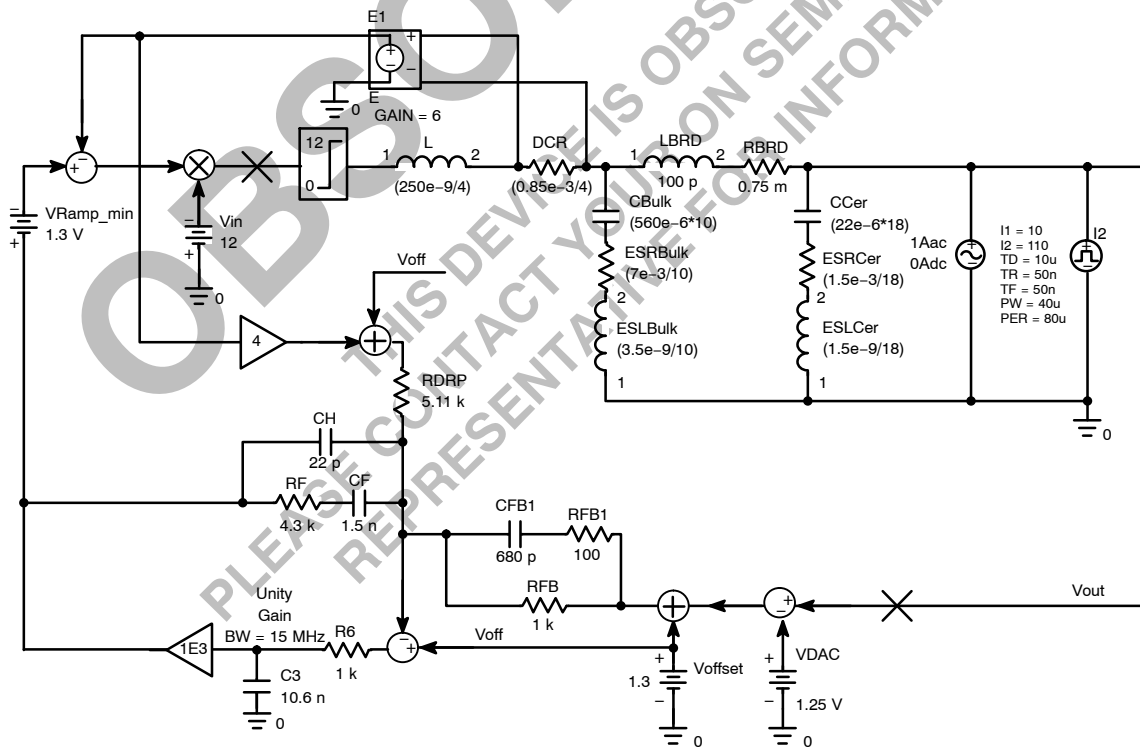 E1
+
−
+
−
E
0
GAIN = 6
12
0
L
1 2
(250e−9/4)
DCR
(0.85e−3/4)
LBRD
1 2
100 p
RBRD
0.75 m
−
+
−
+
VRamp_min
1.3 V
−
+
Vin
12
0
CBulk
(560e−6*10)
ESRBulk
(7e−3/10)
2
ESLBulk
(3.5e−9/10)
1
CCer
(22e−6*18)
ESRCer
(1.5e−3/18)
2
ESLCer
(1.5e−9/18)
1
1Aac
0Adc
+
−
I1 = 10
I2 = 110
TD = 10u
TR = 50n
TF = 50n
PW = 40u
PER = 80u
I2
+
−
0
Voff
4
RDRP
5.11 k
CH
22 p
RF
4.3 k
CF
1.5 n
CFB1
680 p
RFB1
100
RFB
1 k
Unity
Gain
BW = 15 MHz
1E3
R6
1 k
C3
10.6 n
0
−
+
Voff
+
−
1.3
Voffset
0
+
−
VDAC
+
−
1.25 V
0
Vout
OBSO
THIS DEVICE IS OBSO
PLEASE CONTACT YOUR ON SEM
REPRESENTATIVE FOR INFORM